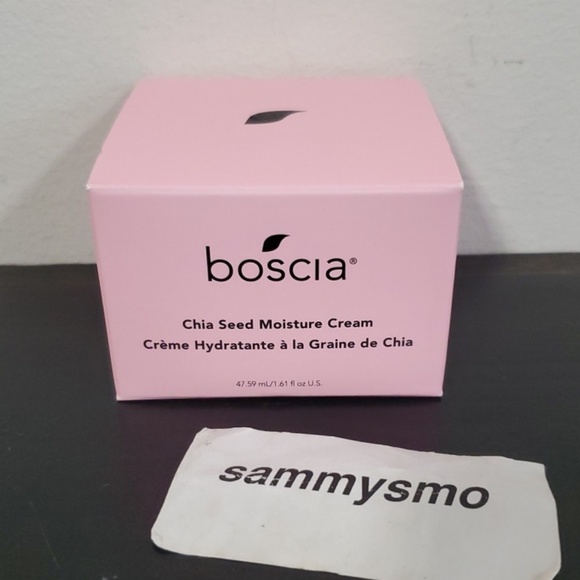 boscia®
Chia Seed Moisture Cream
Crème Hydratante à la Graine de Chia
47.59 mL/1.61 fl oz U.S.
sammysmo